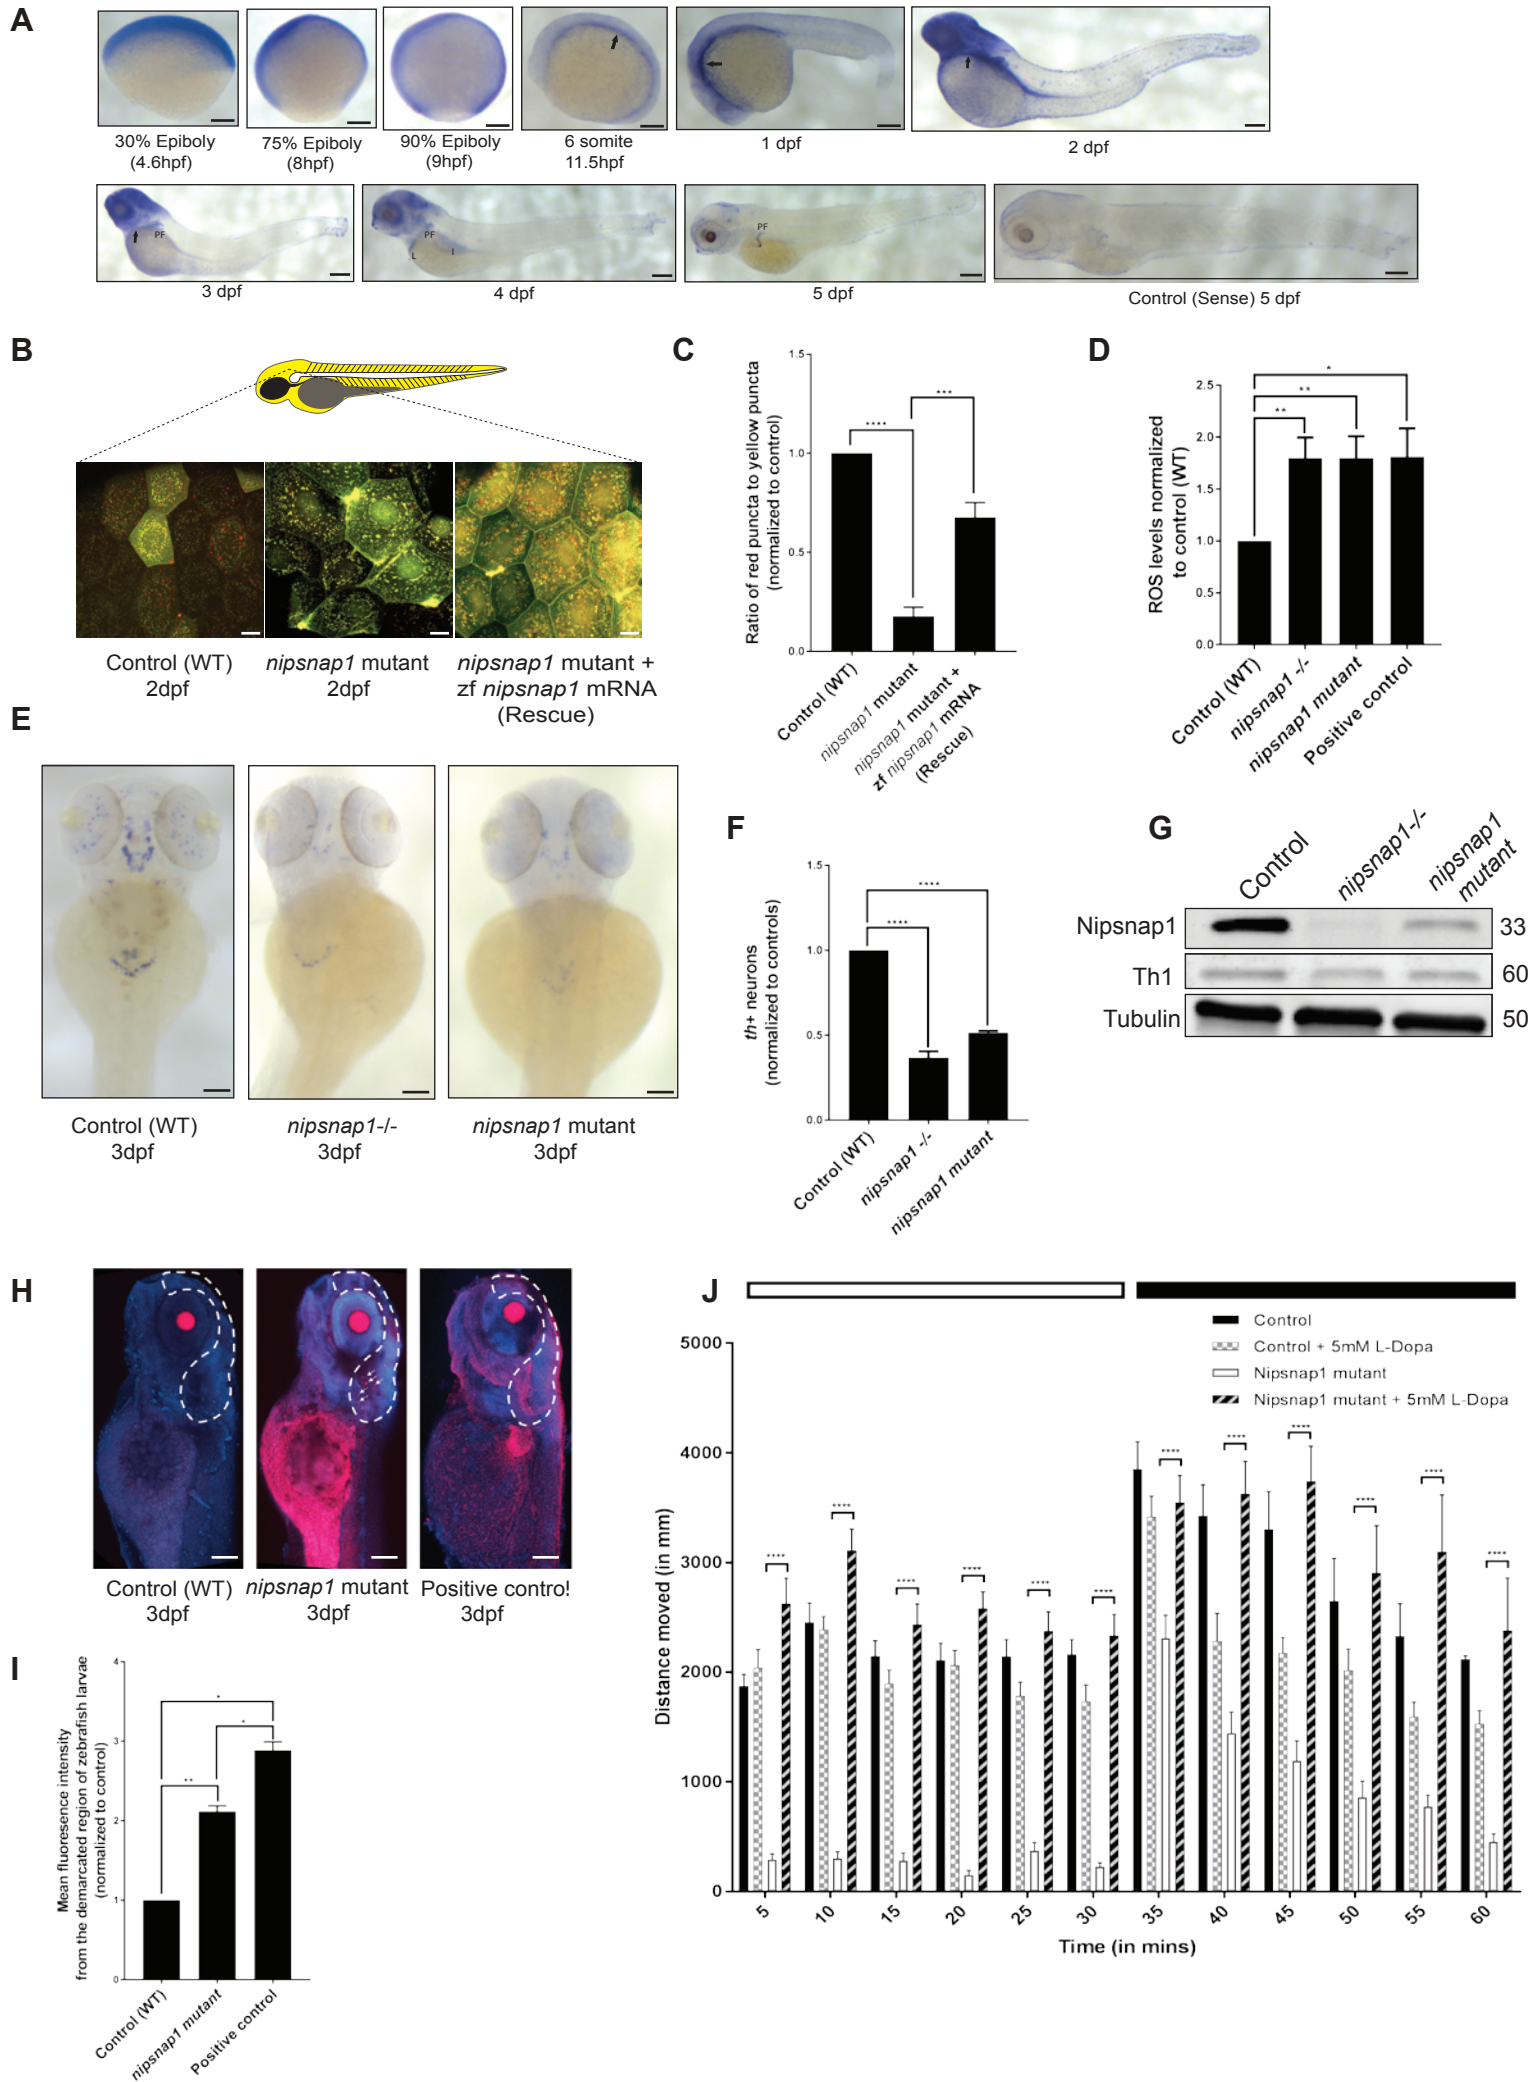 A
30% Epiboly
(4.6hpf)
75% Epiboly
(8hpf)
90% Epiboly
(9hpf)
6 somite
11.5hpf
1 dpf
2 dpf
PF
3 dpf
PF
L
I
4 dpf
PF
5 dpf
Control (Sense) 5 dpf
B
Control (WT)
2dpf
nipsnap1 mutant
2dpf
nipsnap1 mutant +
zf nipsnap1 mRNA
(Rescue)
C
Ratio of red puncta to yellow puncta
(normalized to control)
1.5
1.0
0.5
0.0
****
***
Control (WT)
nipsnap1 mutant
nipsnap1 mutant +
zf nipsnap1 mRNA
(Rescue)
D
ROS levels normalized
to control (WT)
2.5
2.0
1.5
1.0
0.5
0.0
*
**
**
Control (WT)
nipsnap1 -/-
nipsnap1 mutant
Positive control
E
Control (WT)
3dpf
nipsnap1-/-
3dpf
nipsnap1 mutant
3dpf
F
th+ neurons
(normalized to controls)
1.5
1.0
0.5
0.0
****
****
Control (WT)
nipsnap1 -/-
nipsnap1 mutant
G
Control
nipsnap1-/-
nipsnap1
mutant
Nipsnap1
33
Th1
60
Tubulin
50
H
Control (WT)
3dpf
nipsnap1 mutant
3dpf
Positive contro!
3dpf
I
Mean fluoresence intensity
from the demarcated region of zebrafish larvae
(normalized to control)
4
3
2
1
0
*
*
**
Control (WT)
nipsnap1 mutant
Positive control
J
Control
Control + 5mM L-Dopa
Nipsnap1 mutant
Nipsnap1 mutant + 5mM L-Dopa
Distance moved (in mm)
5000
4000
3000
2000
1000
0
**** **** **** **** **** **** **** **** **** **** **** ****
5 10 15 20 25 30 35 40 45 50 55 60
Time (in mins)